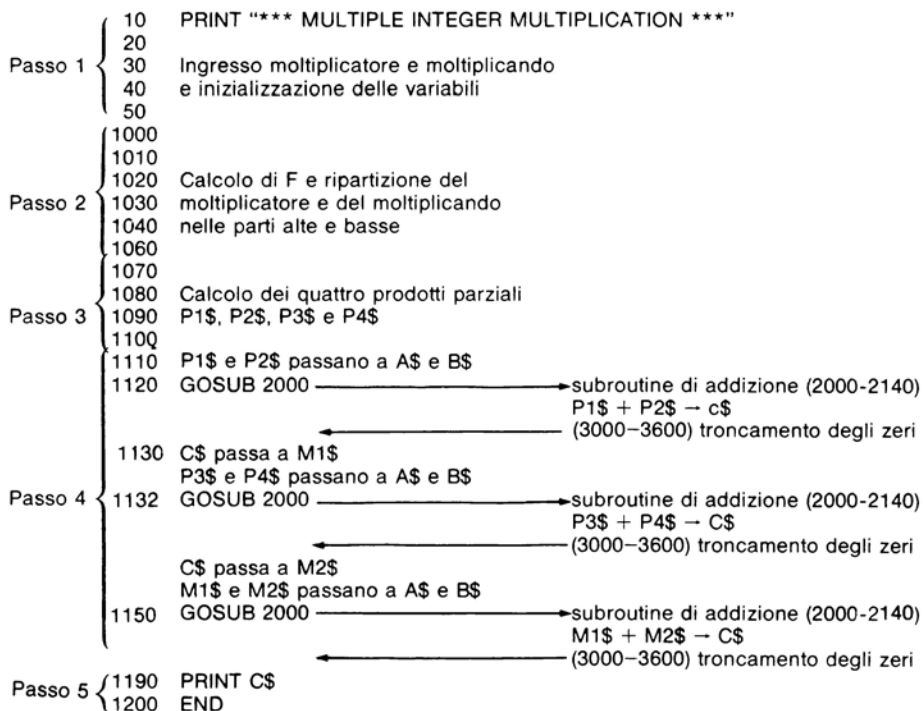 10 PRINT “*** MULTIPLE INTEGER MULTIPLICATION ***”
20
Passo 1 30 Ingresso moltiplicatore e moltiplicando
40 e inizializzazione delle variabili
50
1000
1010
1020 Calcolo di F e ripartizione del
Passo 2 1030 moltiplicatore e del moltiplicando
1040 nelle parti alte e basse
1060
1070
1080 Calcolo dei quattro prodotti parziali
Passo 3 1090 P1$, P2$, P3$ e P4$
1100
1110 P1$ e P2$ passano a A$ e B$
1120 GOSUB 2000 subroutine di addizione (2000-2140)
P1$ + P2$ → c$
(3000–3600) troncamento degli zeri
1130 C$ passa a M1$
P3$ e P4$ passano a A$ e B$
Passo 4 1132 GOSUB 2000 subroutine di addizione (2000-2140)
P3$ + P4$ → C$
(3000–3600) troncamento degli zeri
C$ passa a M2$
M1$ e M2$ passano a A$ e B$
1150 GOSUB 2000 subroutine di addizione (2000-2140)
M1$ + M2$ → C$
(3000–3600) troncamento degli zeri
Passo 5 1190 PRINT C$
1200 END